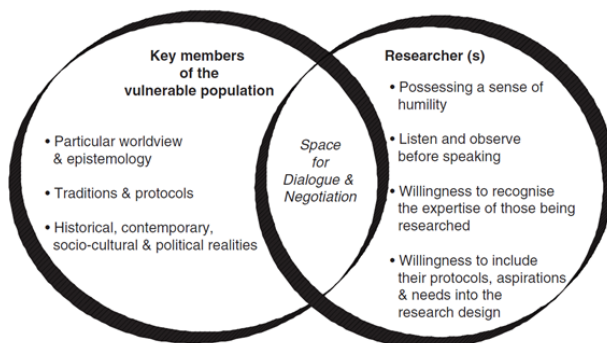 Key members
of the
vulnerable population
• Particular worldview
& epistemology
• Traditions & protocols
• Historical, contemporary,
socio-cultural & political realities
Space
for
Dialogue &
Negotiation
Researcher (s)
• Possessing a sense of
humility
• Listen and observe
before speaking
• Willingness to recognise
the expertise of those being
researched
• Willingness to include
their protocols, aspirations
& needs into the
research design